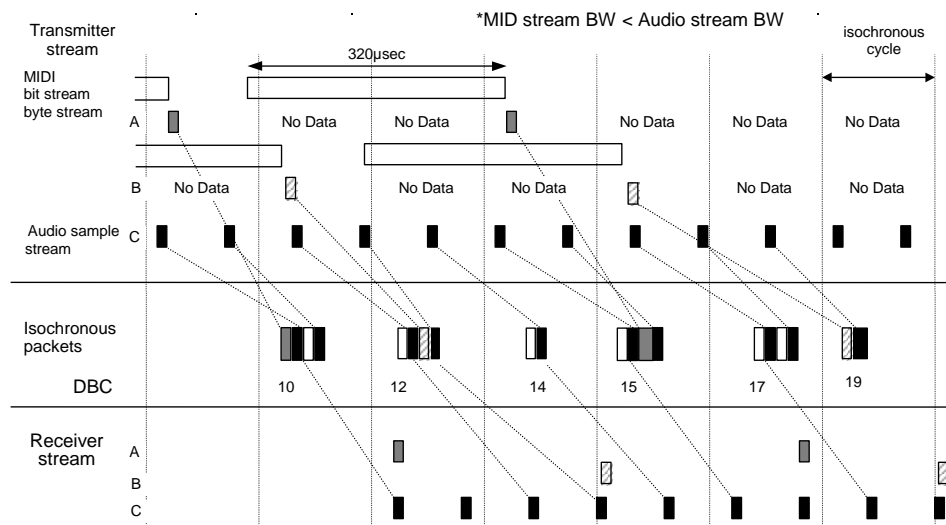 *MID stream BW < Audio stream BW
Transmitter
stream
isochronous
cycle
320μsec
MIDI
bit stream
byte stream
A
No Data
No Data
No Data
No Data
No Data
B
No Data
No Data
No Data
No Data
No Data
Audio sample
stream
C
Isochronous
packets
DBC
10
12
14
15
17
19
Receiver
stream
A
B
C